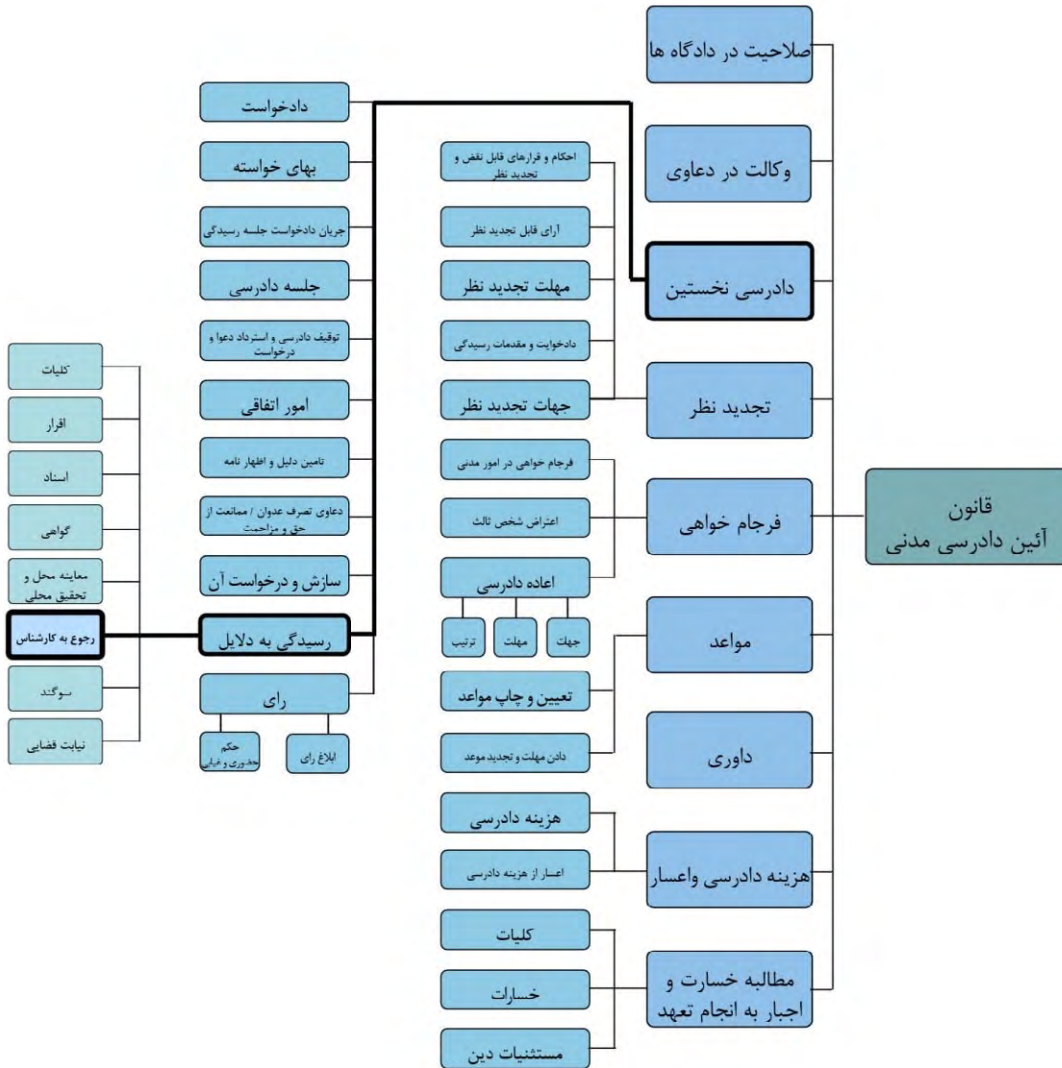 قانون
آئین دادرسی مدنی
صلاحیت در دادگاه ها
وکالت در دعاوی
دادرسی نخستین
تجدید نظر
فرجام خواهی
مواعد
داوری
هزینه دادرسی واعسار
مطالبه خسارت و
اجبار به انجام تعهد
احکام و قرارهای قابل نقض و
تجدید نظر
آرای قابل تجدید نظر
مهلت تجدید نظر
دادخوایت و مقدمات رسیدگی
جهات تجدید نظر
فرجام خواهی در امور مدنی
اعتراض شخص ثالث
اعاده دادرسی
جهات
مهلت
ترتیب
تعیین و چاپ مواعد
دادن مهلت و تجدید موعد
هزینه دادرسی
اعسار از هزینه دادرسی
کلیات
خسارات
مستثنیات دین
دادخواست
بهای خواسته
جریان دادخواست جلسه رسیدگی
جلسه دادرسی
توقیف دادرسی و استرداد دعوا و
درخواست
امور اتفاقی
تامین دلیل و اظهار نامه
دعاوی تصرف عدوان / ممانعت از
حق و مزاحمت
سازش و درخواست آن
رسیدگی به دلایل
رای
ابلاغ رای
حکم
حضوری و غیابی
کلیات
اقرار
اسناد
گواهی
معاینه محل و
تحقیق محلی
رجوع به کارشناس
سوگند
نیابت قضایی